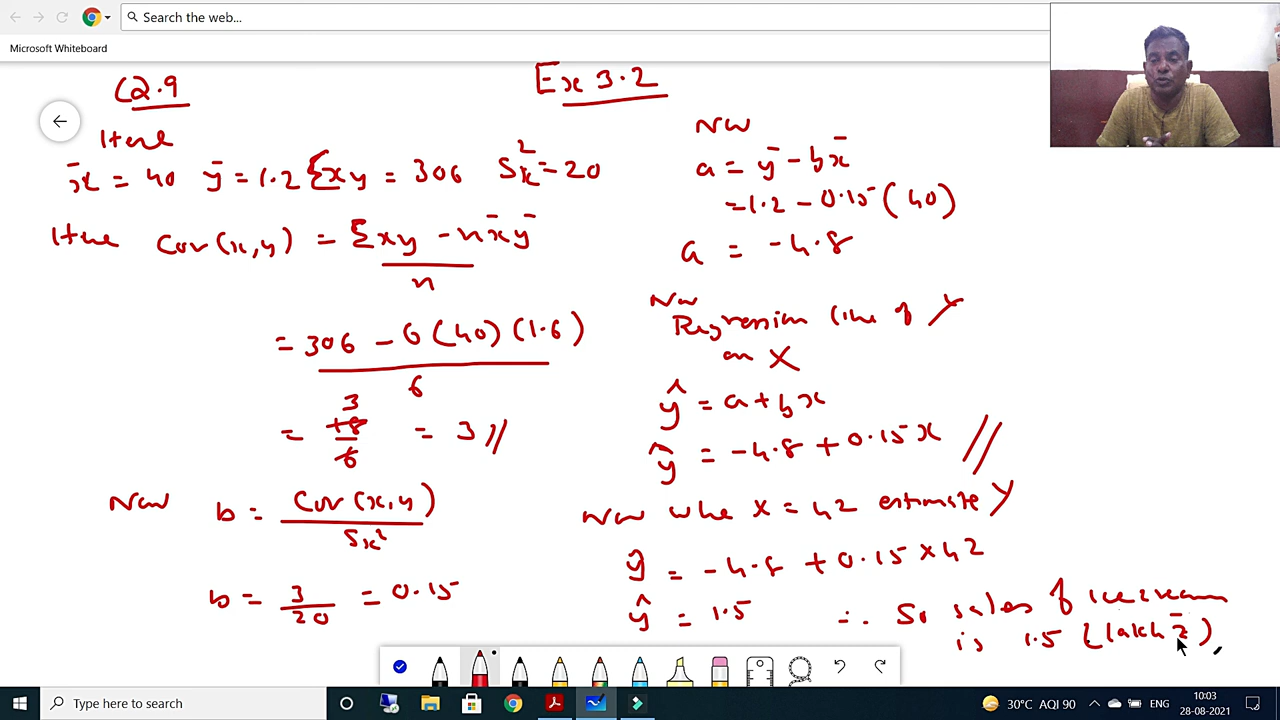 Search the web...
Microsoft Whiteboard
Q2.9
Ex 3.2
Here
x̄ = 40 ȳ = 1.2 Σxy = 306 Sx² = 20
Here Cov(x,y) = Σxy - nx̄ȳ
n
= 306 - 6(40)(1.6)
6
3
= 18 = 3 //
6
Now b = Cov(x,y)
Sx²
b = 3 = 0.15
20
Now
a = ȳ - bx̄
= 1.2 - 0.15(40)
a = -4.8
Now
Regression line of Y
on X
ŷ = a + bx
ŷ = -4.8 + 0.15x //
Now whe X = 42 estimate Y
ŷ = -4.8 + 0.15 × 42
ŷ = 1.5 ∴ So sales of icecream
is 1.5 (lakh
Type here to search
30°C AQI 90
ENG
10:03
28-08-2021